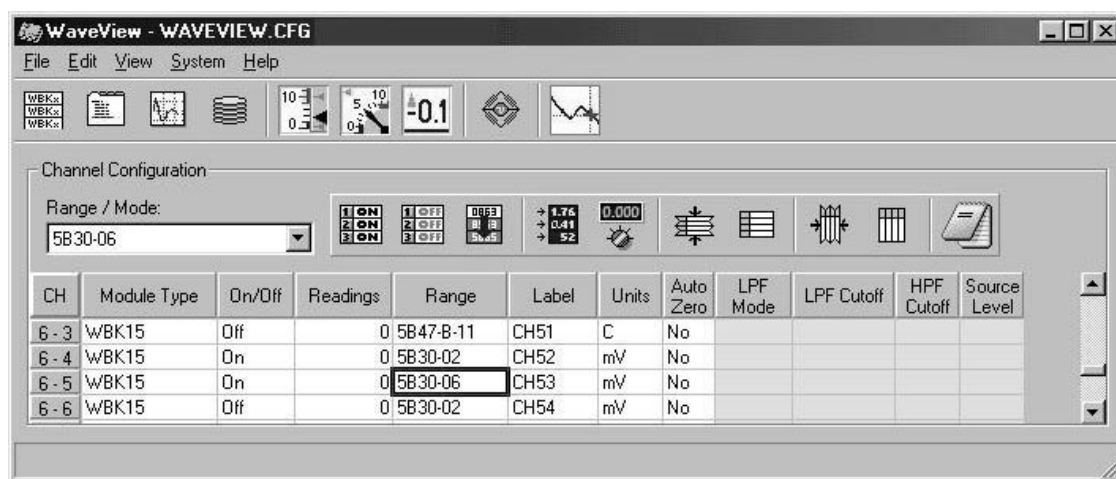 WaveView - WAVEVIEW.CFG
File Edit View System Help
WBKx
WBKx
WBKx
10
0
5 10
0
-0.1
Channel Configuration
Range / Mode:
5B30-06
1 ON
2 ON
3 ON
1 OFF
2 OFF
3 OFF
1.76
0.41
52
0.000
CH Module Type On/Off Readings Range Label Units Auto Zero LPF Mode LPF Cutoff HPF Cutoff Source Level
6 - 3 WBK15 Off 0 5B47-B-11 CH51 C No
6 - 4 WBK15 On 0 5B30-02 CH52 mV No
6 - 5 WBK15 On 0 5B30-06 CH53 mV No
6 - 6 WBK15 Off 0 5B30-02 CH54 mV No